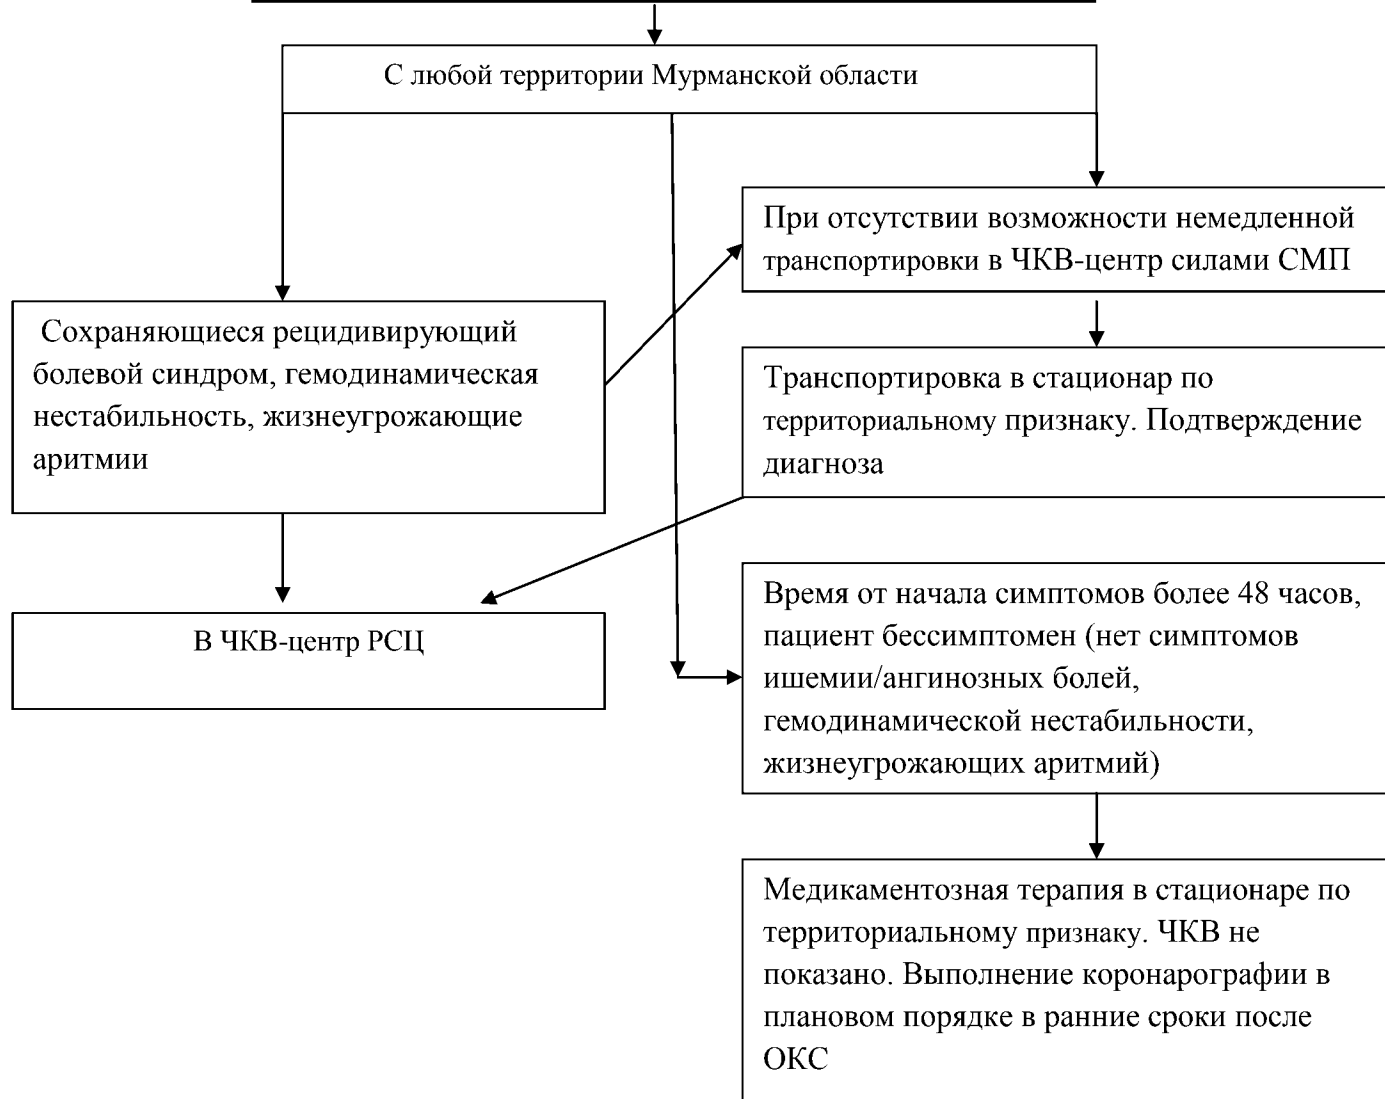 С любой территории Мурманской области
При отсутствии возможности немедленной
транспортировки в ЧКВ-центр силами СМП
Сохраняющиеся рецидивирующий
болевой синдром, гемодинамическая
нестабильность, жизнеугрожающие
аритмии
Транспортировка в стационар по
территориальному признаку. Подтверждение
диагноза
В ЧКВ-центр РСЦ
Время от начала симптомов более 48 часов,
пациент бессимптомен (нет симптомов
ишемии/ангинозных болей,
гемодинамической нестабильности,
жизнеугрожающих аритмий)
Медикаментозная терапия в стационаре по
территориальному признаку. ЧКВ не
показано. Выполнение коронарографии в
плановом порядке в ранние сроки после
ОКС